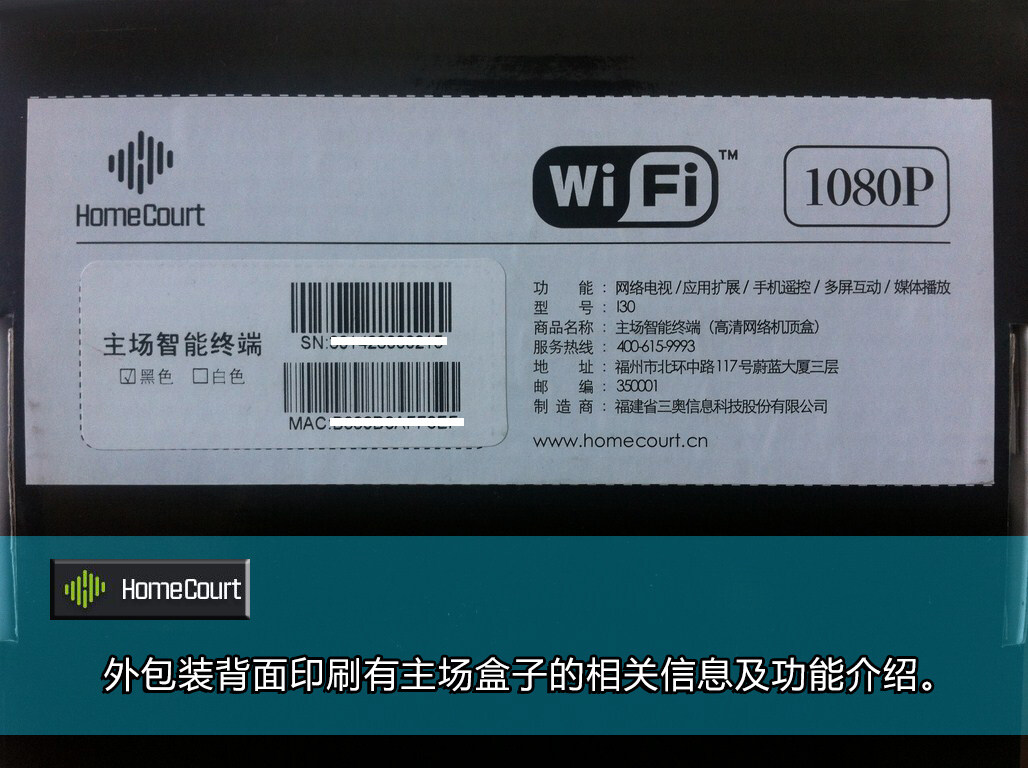 HomeCourt
WiFi™
1080P
主场智能终端
☑黑色 □白色
SN:
MAC:
功能：网络电视/应用扩展/手机遥控/多屏互动/媒体播放
型号：I30
商品名称：主场智能终端（高清网络机顶盒）
服务热线：400-615-9993
地址：福州市北环中路117号蔚蓝大厦三层
邮编：350001
制造商：福建省三奥信息科技股份有限公司
www.homecourt.cn
HomeCourt
外包装背面印刷有主场盒子的相关信息及功能介绍。